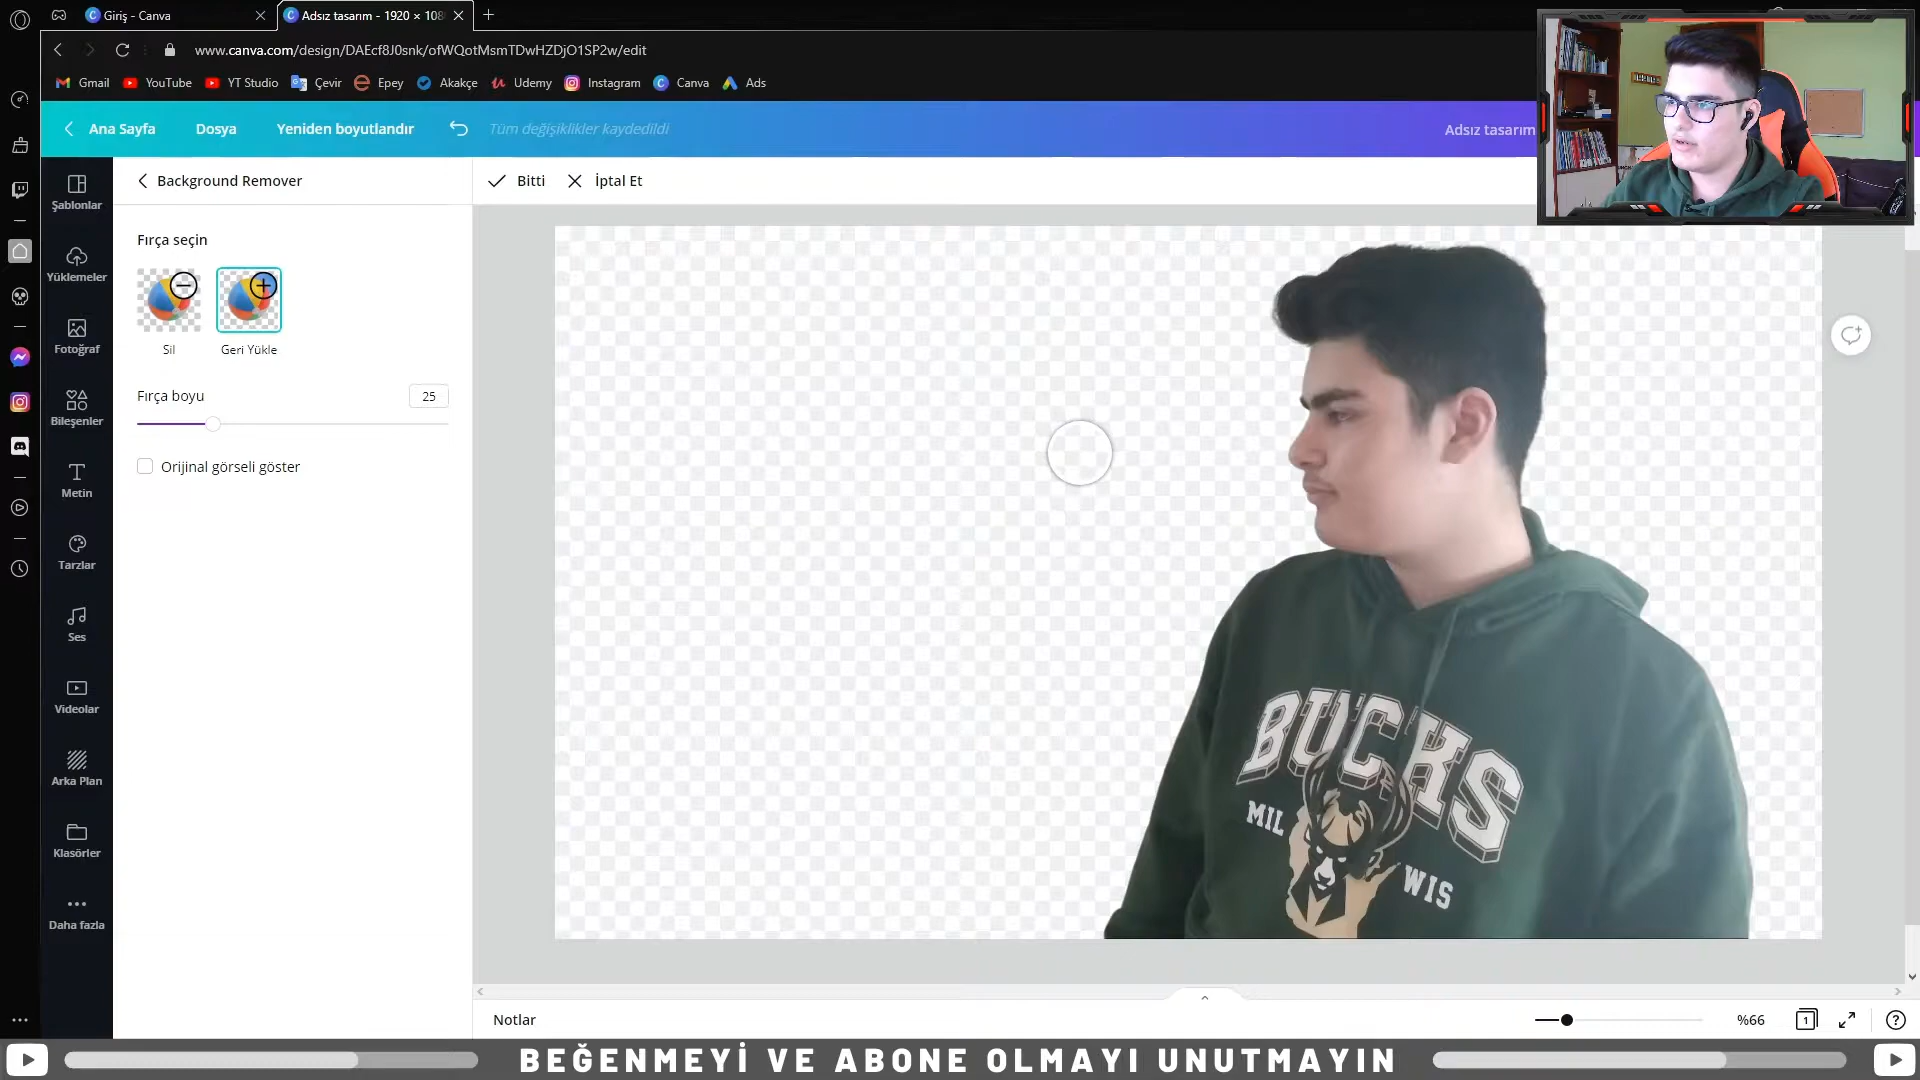 Giriş - Canva
Adsız tasarım - 1920 × 108
www.canva.com/design/DAEcf8J0snk/ofWQotMsmTDwHZDjO1SP2w/edit
Gmail YouTube YT Studio Çevir Epey Akakçe Udemy Instagram Canva Ads
Ana Sayfa Dosya Yeniden boyutlandır Tüm değişiklikler kaydedildi Adsız tasarım
Background Remover
Bitti İptal Et
Şablonlar
Yüklemeler
Fotoğraf
Bileşenler
Metin
Tarzlar
Ses
Videolar
Arka Plan
Klasörler
Daha fazla
Fırça seçin
Sil Geri Yükle
Fırça boyu 25
Orijinal görseli göster
BUCKS
MIL WIS
Notlar
%66
1
BEĞENMEYİ VE ABONE OLMAYI UNUTMAYIN